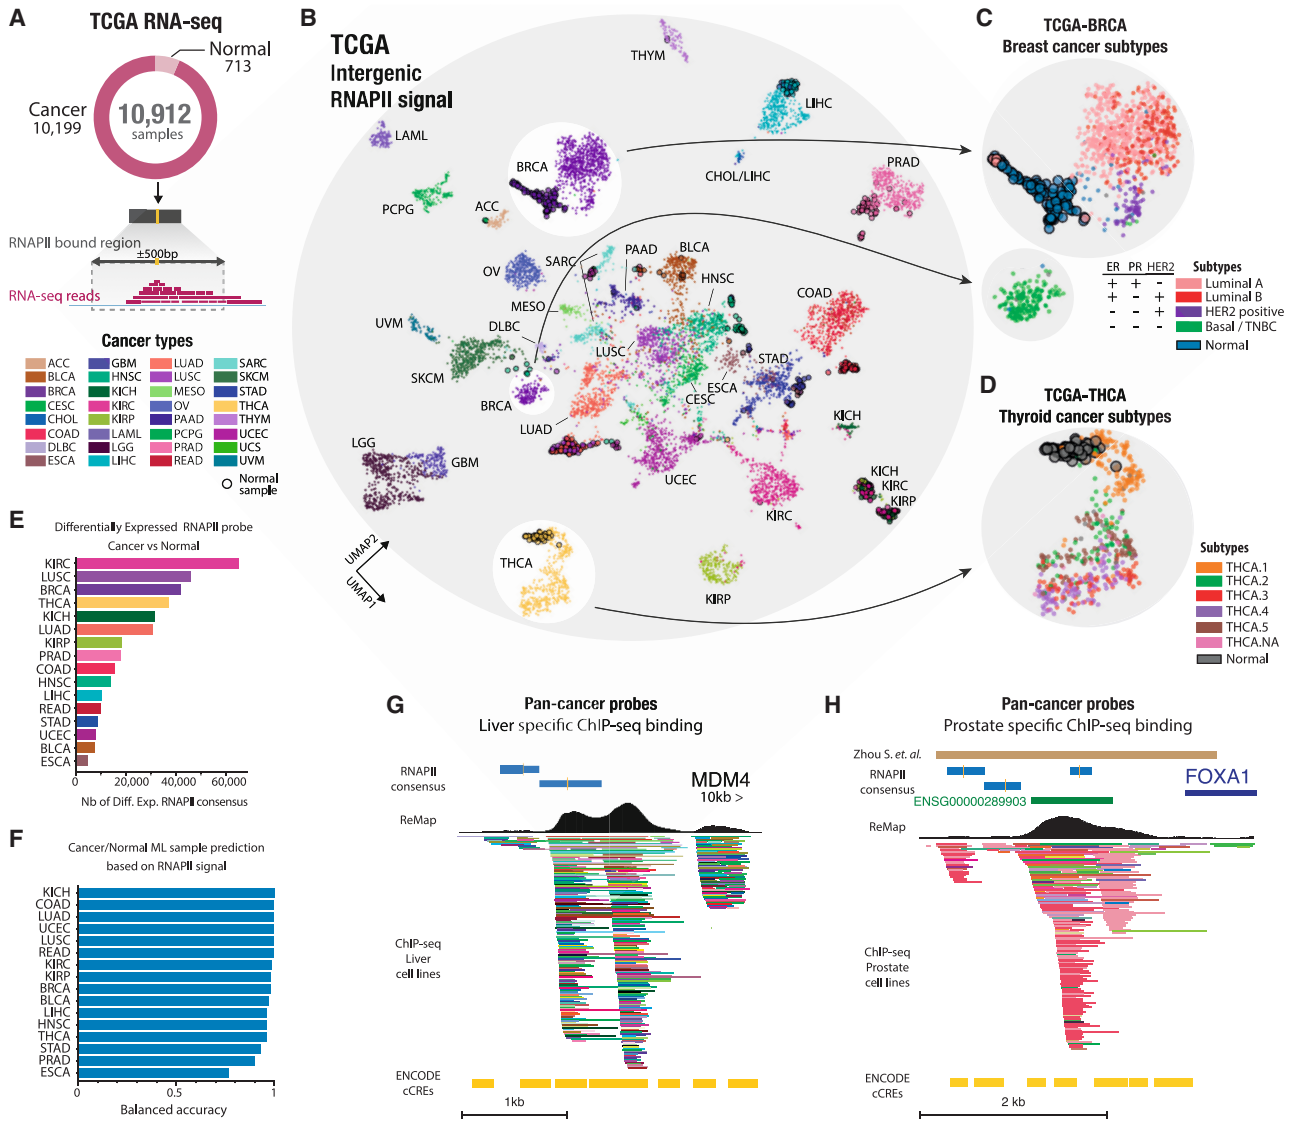 A
TCGA RNA-seq
Normal
713
Cancer
10,199
10,912
samples
RNAPII bound region
±500bp
RNA-seq reads
Cancer types
ACC GBM LUAD SARC
BLCA HNSC LUSC SKCM
BRCA KICH MESO STAD
CESC KIRC OV THCA
CHOL KIRP PAAD THYM
COAD LAML PCPG UCEC
DLBC LGG PRAD UCS
ESCA LIHC READ UVM
Normal
sample
B
TCGA
Intergenic
RNAPII signal
THYM
LIHC
LAML
BRCA
CHOL/LIHC
PRAD
PCPG
ACC
SARC
PAAD
BLCA
OV
HNSC
COAD
MESO
UVM
DLBC
LUSC
STAD
SKCM
ESCA
CESC
BRCA
LUAD
KICH
LGG
GBM
UCEC
KICH
KIRC
KIRP
KIRC
UMAP2
UMAP1
THCA
KIRP
C
TCGA-BRCA
Breast cancer subtypes
ER PR HER2 Subtypes
+ + - Luminal A
+ - + Luminal B
- - + HER2 positive
- - - Basal / TNBC
Normal
D
TCGA-THCA
Thyroid cancer subtypes
Subtypes
THCA.1
THCA.2
THCA.3
THCA.4
THCA.5
THCA.NA
Normal
E
Differentially Expressed RNAPII probe
Cancer vs Normal
KIRC
LUSC
BRCA
THCA
KICH
LUAD
KIRP
PRAD
COAD
HNSC
LIHC
READ
STAD
UCEC
BLCA
ESCA
0 20,000 40,000 60,000
Nb of Diff. Exp. RNAPII consensus
F
Cancer/Normal ML sample prediction
based on RNAPII signal
KICH
COAD
LUAD
UCEC
LUSC
READ
KIRC
KIRP
BRCA
BLCA
LIHC
HNSC
THCA
STAD
PRAD
ESCA
0 0.5 1
Balanced accuracy
G
Pan-cancer probes
Liver specific ChIP-seq binding
RNAPII
consensus
MDM4
10kb >
ReMap
ChIP-seq
Liver
cell lines
ENCODE
cCREs
1kb
H
Pan-cancer probes
Prostate specific ChIP-seq binding
Zhou S. et. al.
RNAPII
consensus
FOXA1
ENSG00000289903
ReMap
ChIP-seq
Prostate
cell lines
ENCODE
cCREs
2 kb